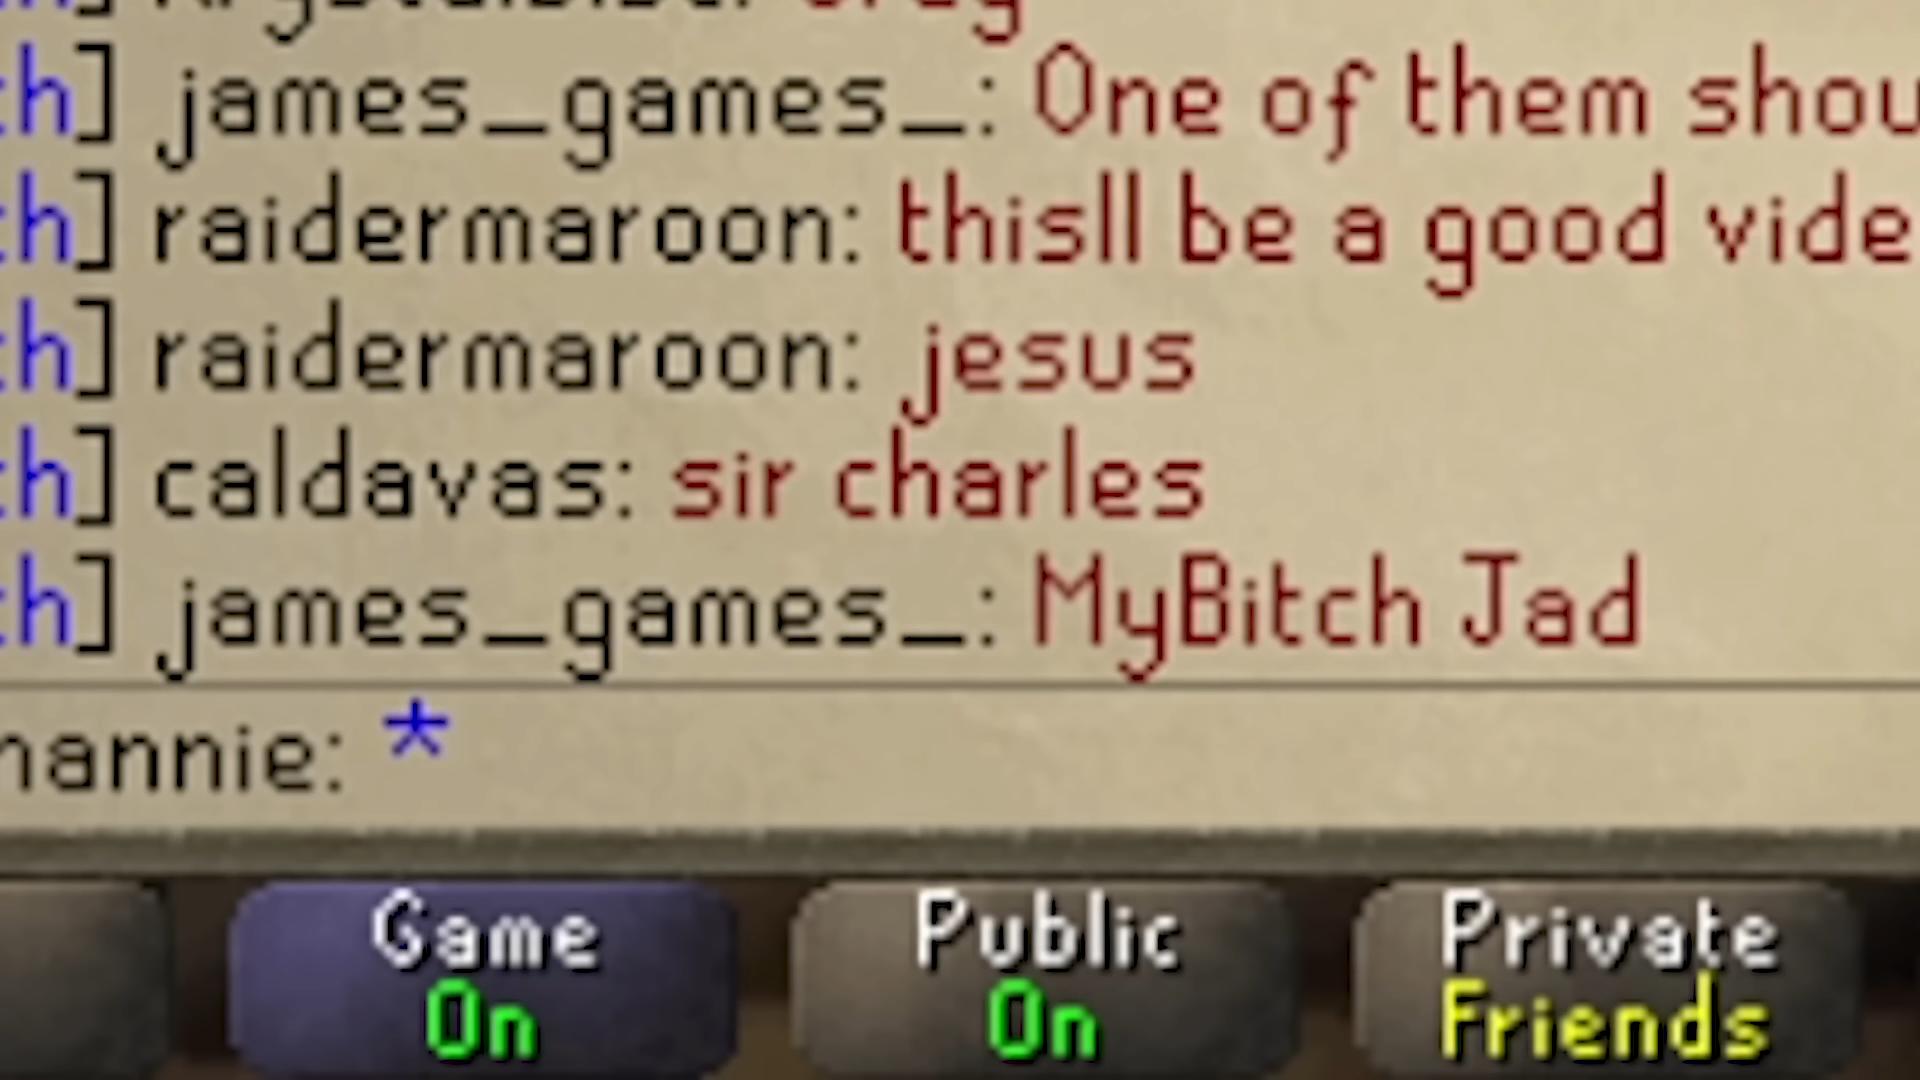 h] james_games_: One of them shou
h] raidermaroon: thisll be a good vide
h] raidermaroon: jesus
h] caldavas: sir charles
h] james_games_: MyBitch Jad
nannie: *
Game
On
Public
On
Private
Friends